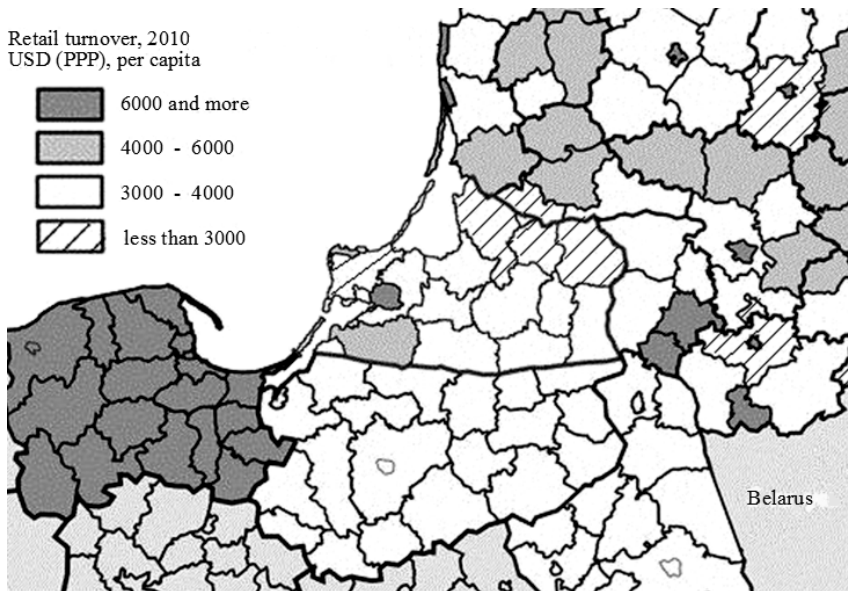 Retail turnover, 2010
USD (PPP), per capita
6000 and more
4000 - 6000
3000 - 4000
less than 3000
Belarus